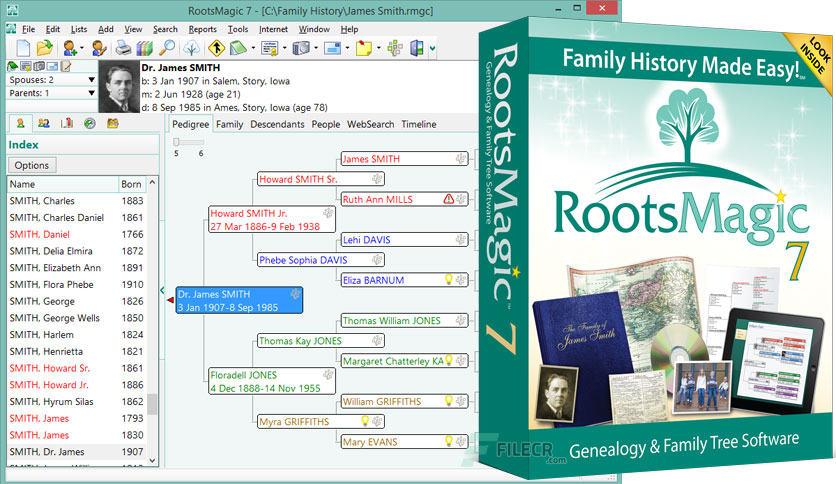 RootsMagic 7 - [C:\Family History\James Smith.rmgc]
File Edit Lists Add View Search Reports Tools Internet Window Help
Spouses: 2
Parents: 1
Dr. James SMITH
b: 3 Jan 1907 in Salem, Story, Iowa
m: 2 Jun 1928 (age 21)
d: 8 Sep 1985 in Ames, Story, Iowa (age 78)
Index
Options
Name Born
SMITH, Charles 1883
SMITH, Charles Daniel 1861
SMITH, Daniel 1766
SMITH, Delia Elmira 1872
SMITH, Elizabeth Ann 1891
SMITH, Flora Phebe 1910
SMITH, George 1826
SMITH, George Wells 1850
SMITH, Harlem 1824
SMITH, Henrietta 1821
SMITH, Howard Sr. 1861
SMITH, Howard Jr. 1886
SMITH, Hyrum Silas 1862
SMITH, James 1793
SMITH, James 1830
SMITH, Dr. James 1907
Pedigree Family Descendants People WebSearch Timeline
5 6
James SMITH
Howard SMITH Sr.
Ruth Ann MILLS
Howard SMITH Jr.
27 Mar 1886-9 Feb 1938
Lehi DAVIS
Phebe Sophia DAVIS
Eliza BARNUM
Dr. James SMITH
3 Jan 1907-8 Sep 1985
Thomas William JONES
Thomas Kay JONES
Margaret Chatterley KA
Floradell JONES
4 Dec 1888-14 Nov 1955
William GRIFFITHS
Myra GRIFFITHS
Mary EVANS
FILECR
.com
RootsMagic 7
Genealogy & Family Tree Software
Family History Made Easy!
LOOK
INSIDE
RootsMagic
7
The Family of
James Smith
Genealogy & Family Tree Software